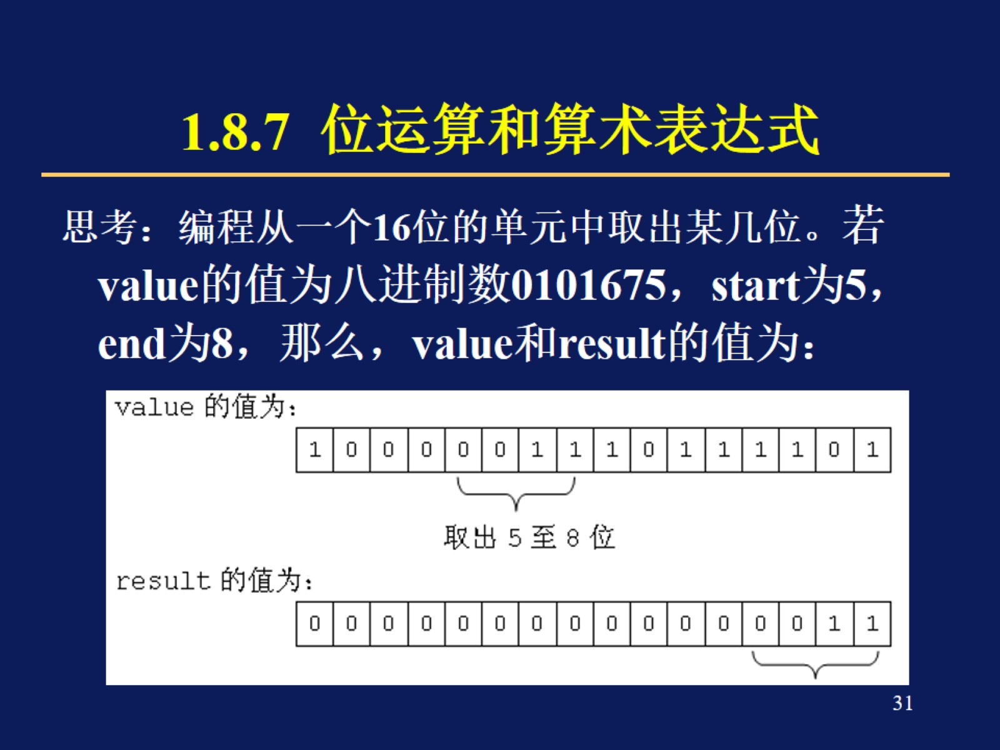 1.8.7 位运算和算术表达式
思考：编程从一个16位的单元中取出某几位。若
value的值为八进制数0101675，start为5，
end为8，那么，value和result的值为：
value 的值为：
1 0 0 0 0 0 1 1 1 0 1 1 1 1 0 1
取出 5 至 8 位
result 的值为：
0 0 0 0 0 0 0 0 0 0 0 0 0 0 1 1
31